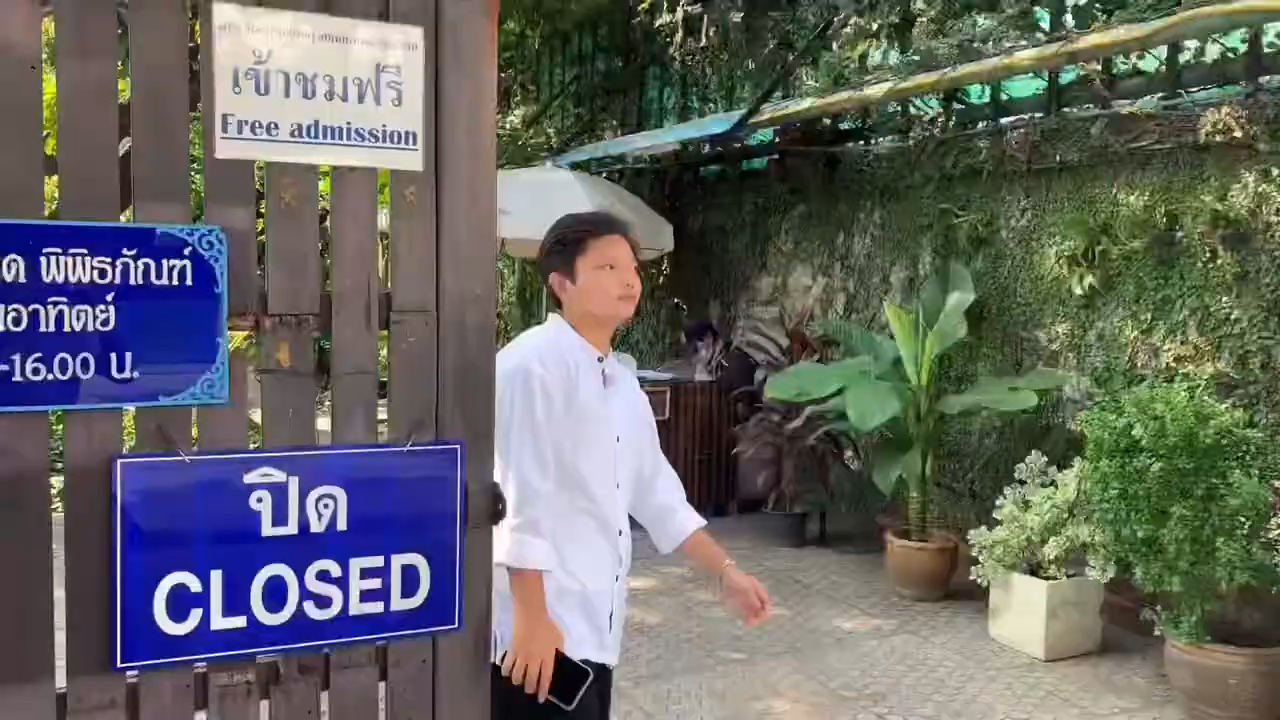 เข้าชมฟรี
Free admission
ด พิพิธภัณฑ์
อาทิตย์
-16.00 น.
ปิด
CLOSED